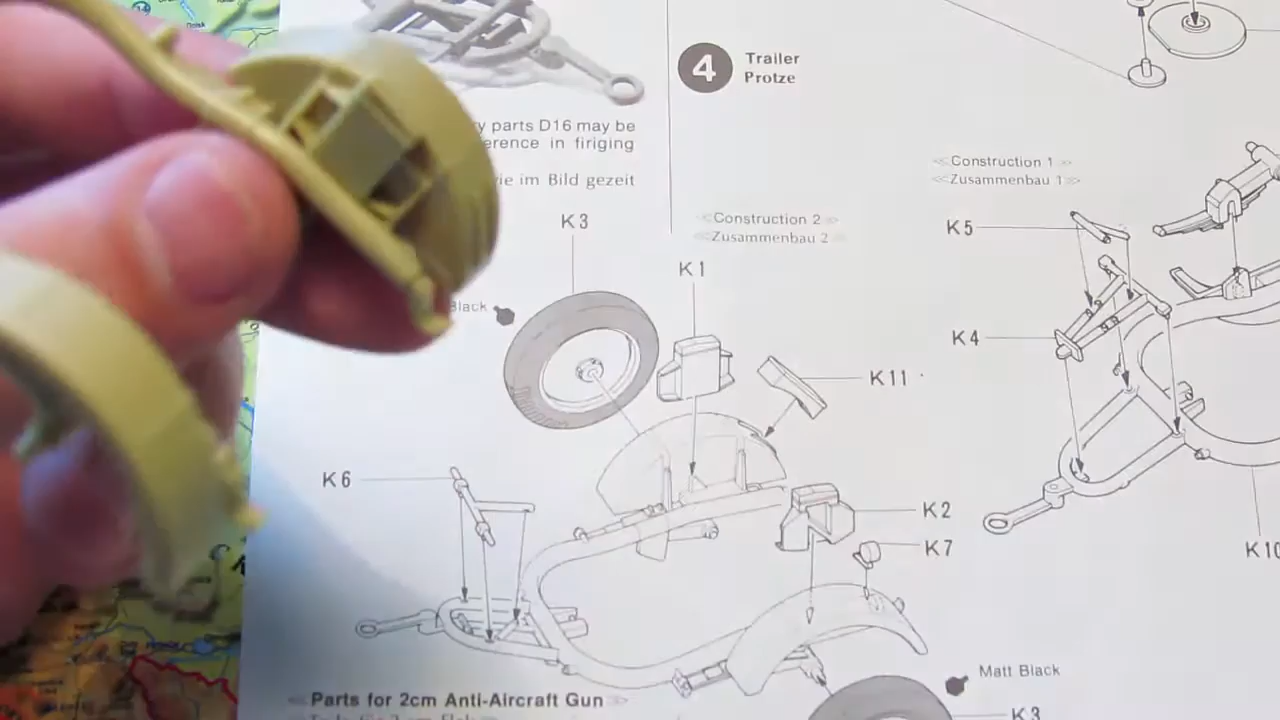 4
Trailer
Protze
y parts D16 may be
erence in firiging
vie im Bild gezeit
<<Construction 1>>
<<Zusammenbau 1>>
<<Construction 2>>
<<Zusammenbau 2>>
K3
K1
K5
K4
Black
K11
K6
K2
K7
K10
Matt Black
<<Parts for 2cm Anti-Aircraft Gun>>
K3